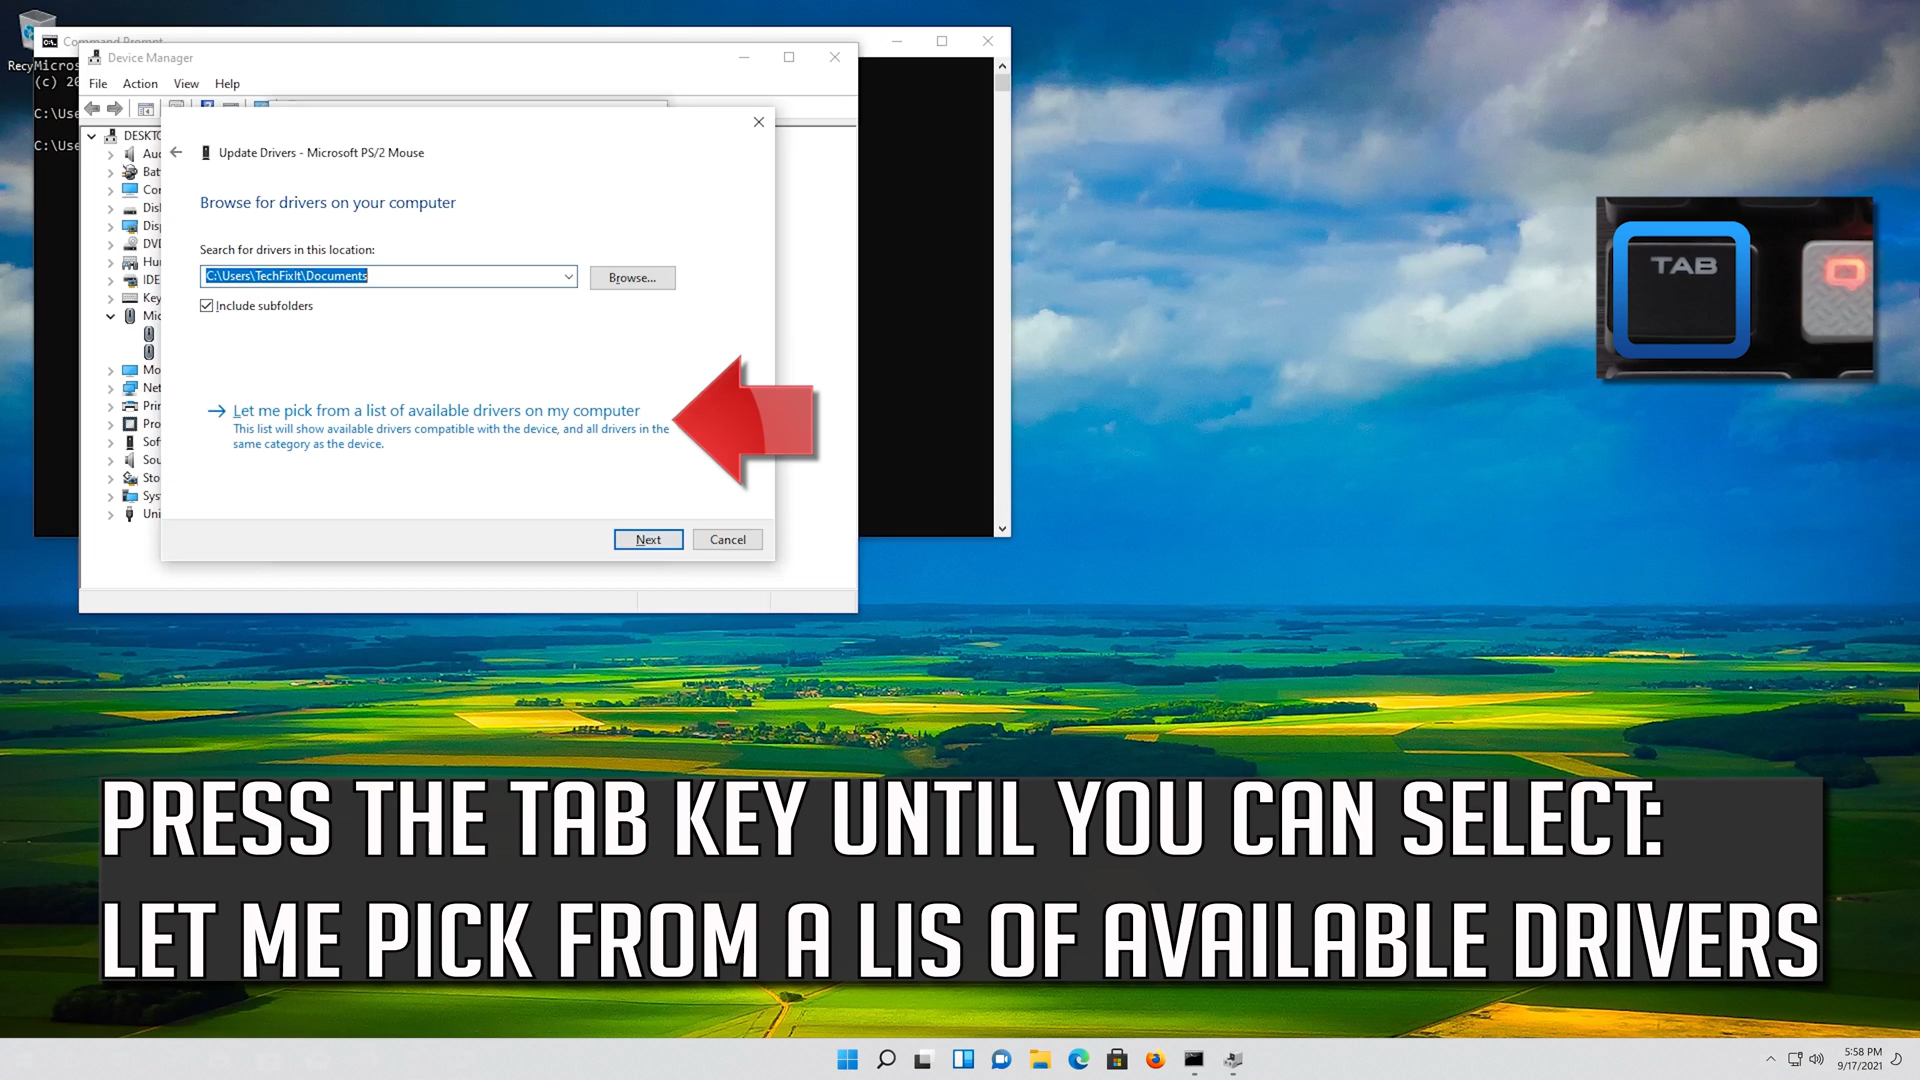 Command Prompt
Device Manager
File Action View Help
Update Drivers - Microsoft PS/2 Mouse
Browse for drivers on your computer
Search for drivers in this location:
C:\Users\TechFixIt\Documents
Browse...
Include subfolders
Let me pick from a list of available drivers on my computer
This list will show available drivers compatible with the device, and all drivers in the
same category as the device.
Next Cancel
TAB
PRESS THE TAB KEY UNTIL YOU CAN SELECT:
LET ME PICK FROM A LIS OF AVAILABLE DRIVERS
5:58 PM
9/17/2021